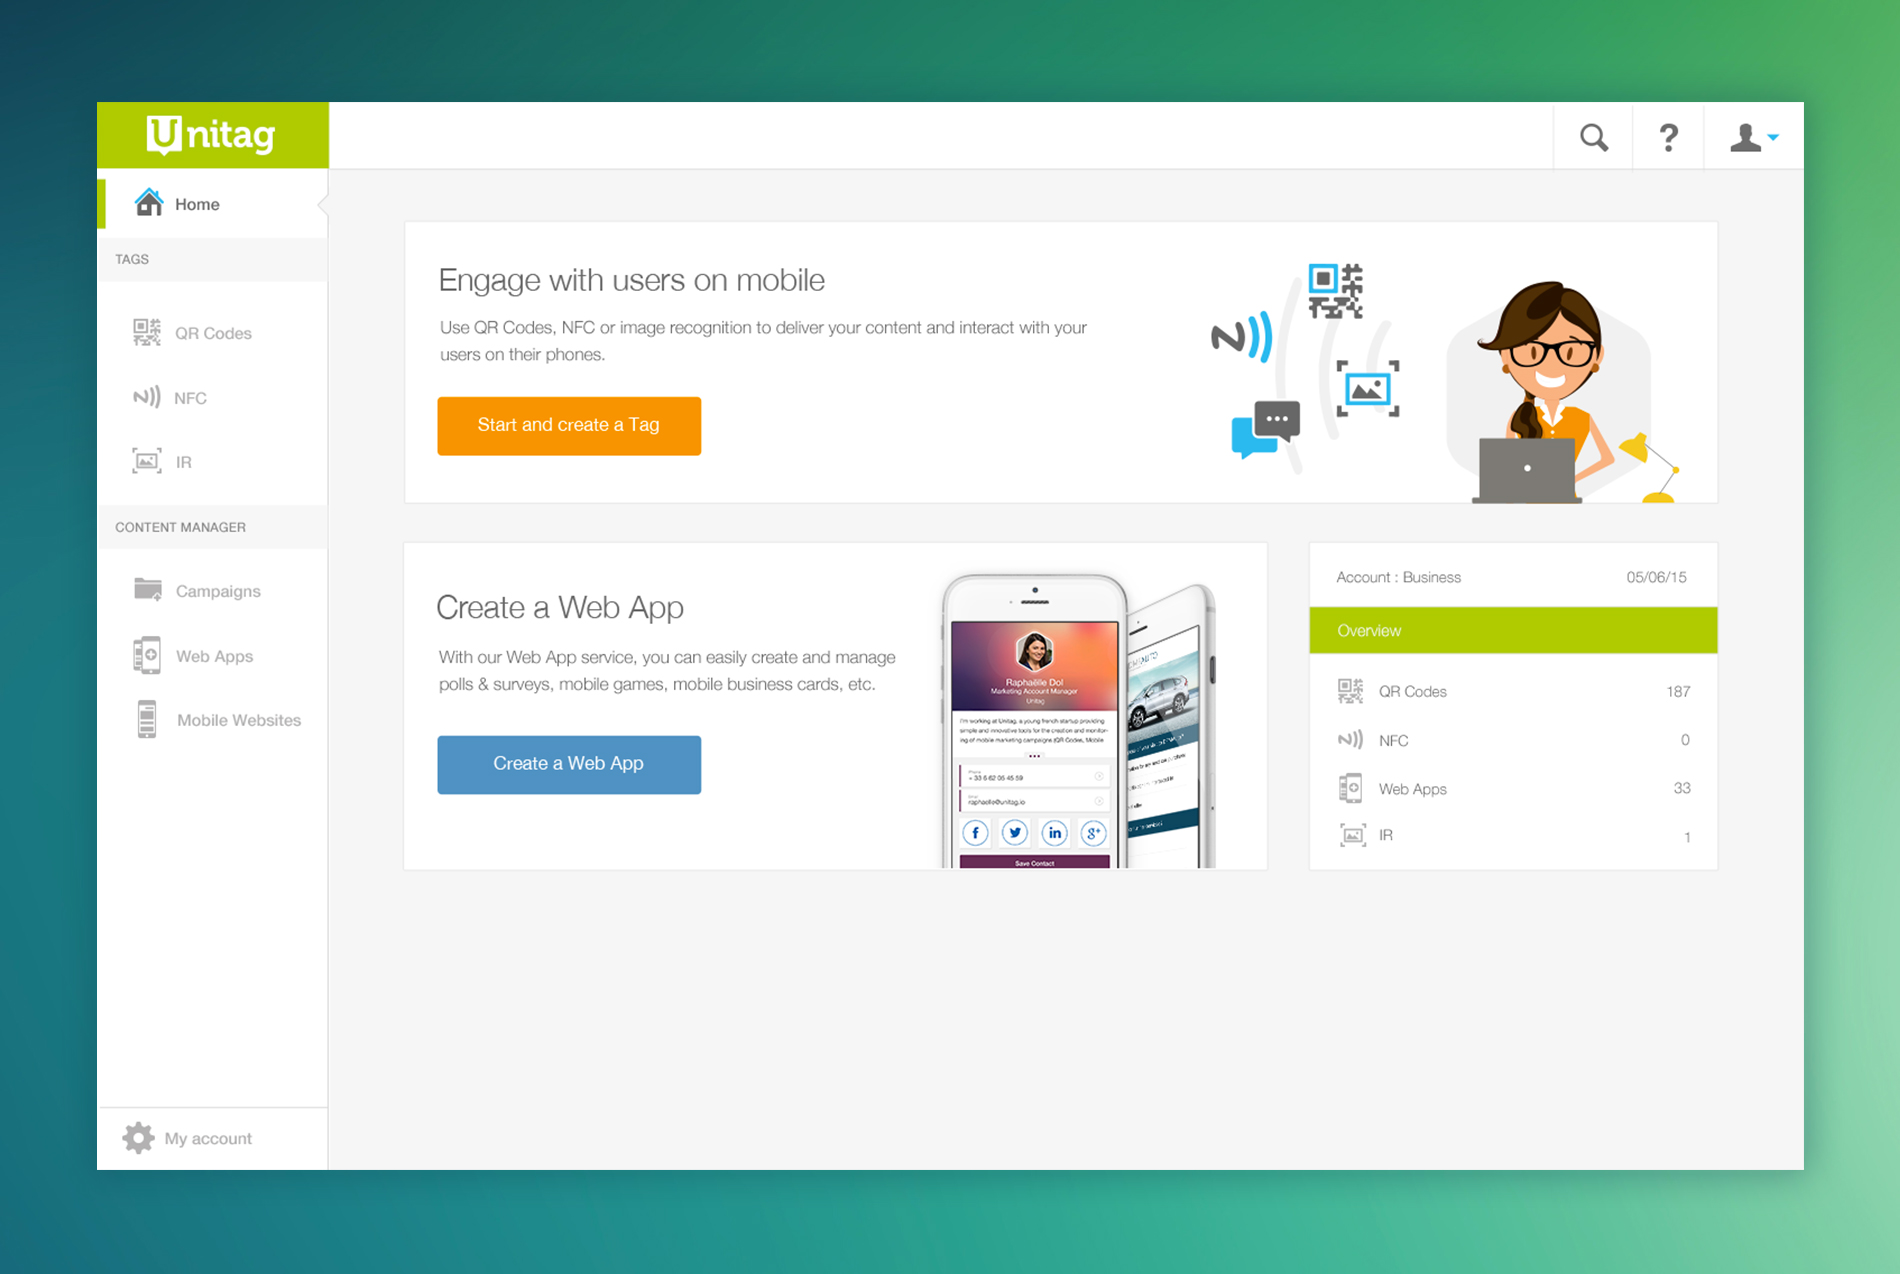 Unitag
Home
TAGS
QR Codes
NFC
IR
CONTENT MANAGER
Campaigns
Web Apps
Mobile Websites
My account
?
Engage with users on mobile
Use QR Codes, NFC or image recognition to deliver your content and interact with your
users on their phones.
Start and create a Tag
Create a Web App
With our Web App service, you can easily create and manage
polls & surveys, mobile games, mobile business cards, etc.
Create a Web App
Raphaëlle Dol
Marketing Account Manager
Unitag
I'm working at Unitag, a young french startup providing
simple and innovative tools for the creation and monitor-
ing of mobile marketing campaigns (QR Codes, Mobile
Phone
+ 33 6 62 05 45 59
Email
raphaelle@unitag.io
Save Contact
Account : Business
05/06/15
Overview
QR Codes
187
NFC
0
Web Apps
33
IR
1